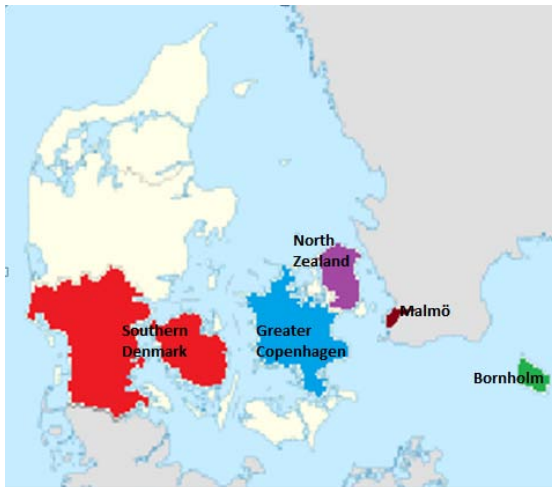 North
Zealand
Malmö
Southern
Denmark
Greater
Copenhagen
Bornholm